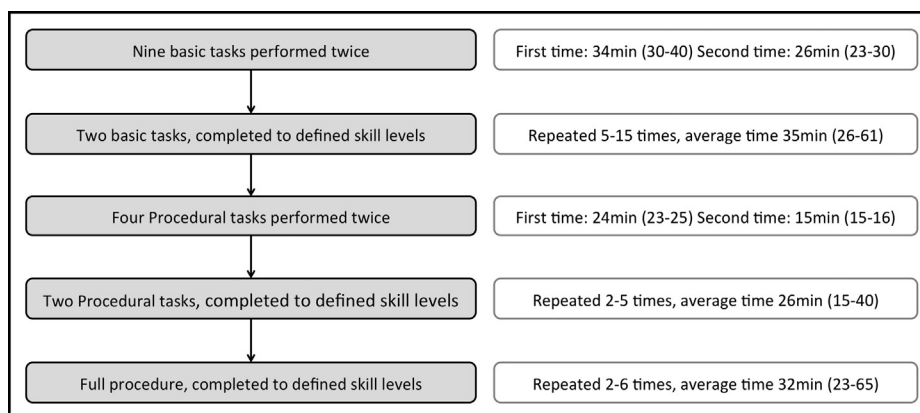 Nine basic tasks performed twice
First time: 34min (30-40) Second time: 26min (23-30)
Two basic tasks, completed to defined skill levels
Repeated 5-15 times, average time 35min (26-61)
Four Procedural tasks performed twice
First time: 24min (23-25) Second time: 15min (15-16)
Two Procedural tasks, completed to defined skill levels
Repeated 2-5 times, average time 26min (15-40)
Full procedure, completed to defined skill levels
Repeated 2-6 times, average time 32min (23-65)